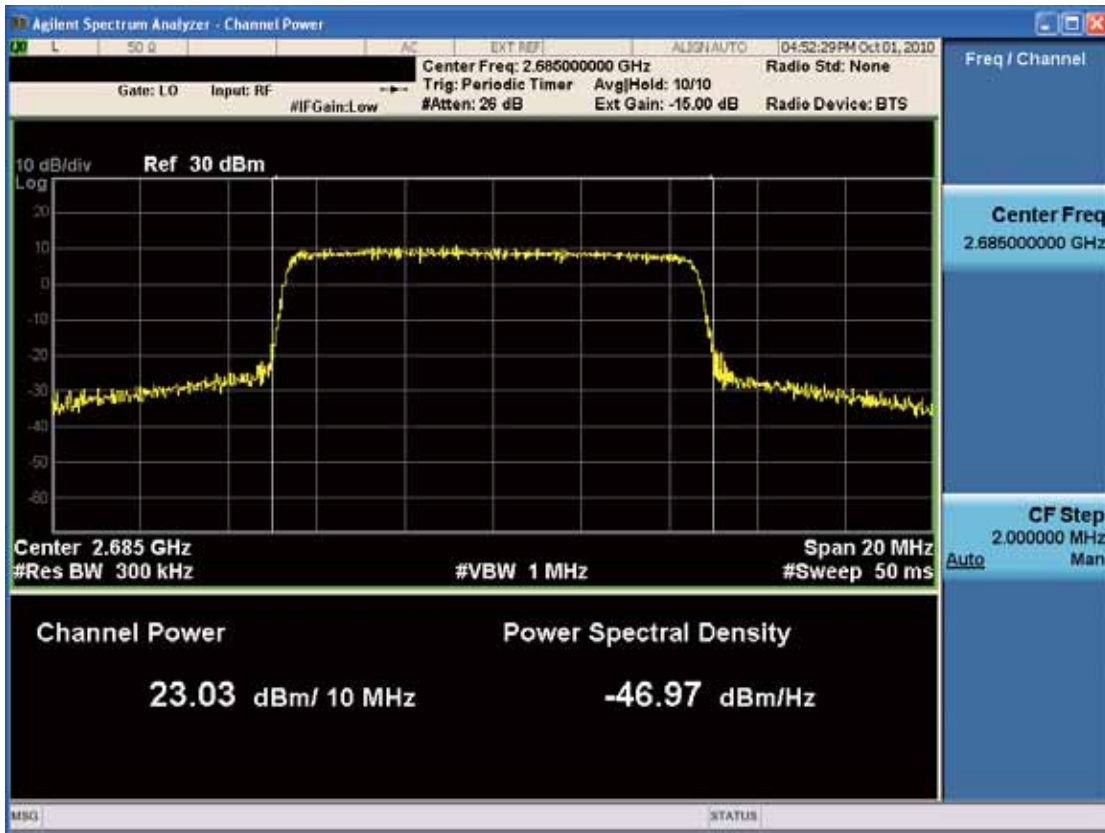 Agilent Spectrum Analyzer - Channel Power
L 50 Ω AC EXT REF ALIGN AUTO 04:52:29 PM Oct 01, 2010
Center Freq: 2.685000000 GHz Radio Std: None
Gate: LO Input: RF Trig: Periodic Timer Avg|Hold: 10/10
#IFGain:Low #Atten: 26 dB Ext Gain: -15.00 dB Radio Device: BTS
10 dB/div Ref 30 dBm
Log
20
10
0
-10
-20
-30
-40
-50
-60
Center 2.685 GHz Span 20 MHz
#Res BW 300 kHz #VBW 1 MHz #Sweep 50 ms
Channel Power Power Spectral Density
23.03 dBm/ 10 MHz -46.97 dBm/Hz
MSG STATUS
Freq / Channel
Center Freq
2.685000000 GHz
CF Step
2.000000 MHz
Auto Man